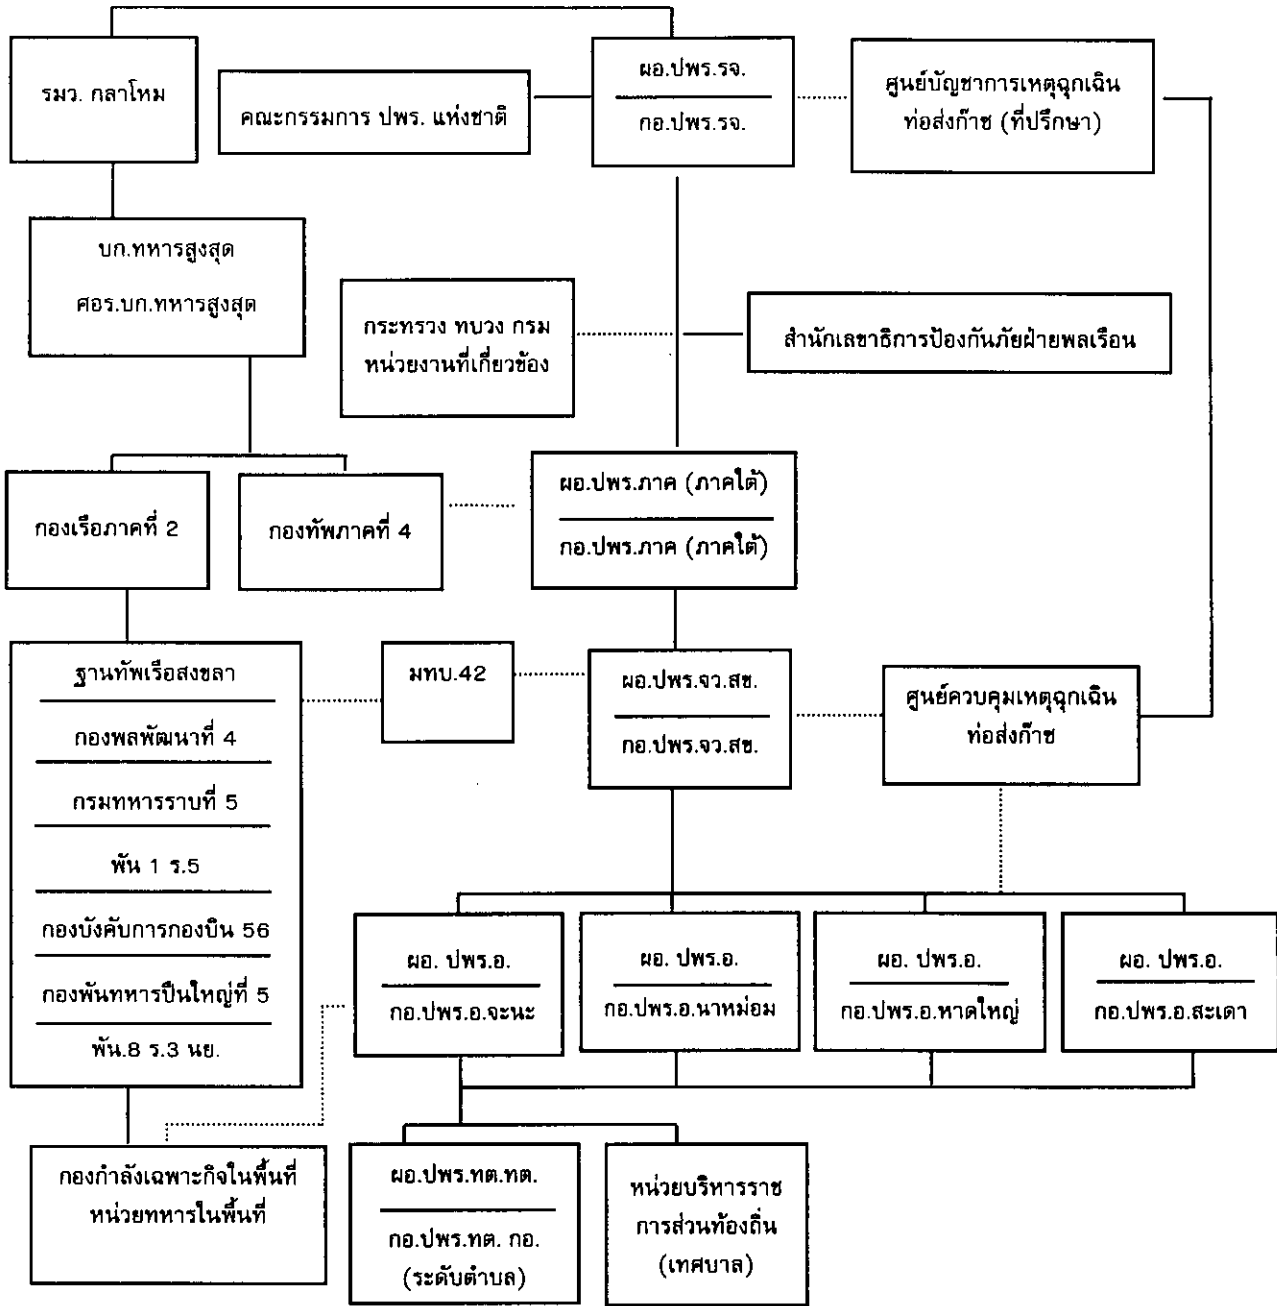 รมว. กลาโหม
คณะกรรมการ ปพร. แห่งชาติ
ผอ.ปพร.รจ.
กอ.ปพร.รจ.
ศูนย์บัญชาการเหตุฉุกเฉิน
ท่อส่งก๊าซ (ที่ปรึกษา)
บก.ทหารสูงสุด
ศอร.บก.ทหารสูงสุด
กระทรวง ทบวง กรม
หน่วยงานที่เกี่ยวข้อง
สำนักเลขาธิการป้องกันภัยฝ่ายพลเรือน
กองเรือภาคที่ 2
กองทัพภาคที่ 4
ผอ.ปพร.ภาค (ภาคใต้)
กอ.ปพร.ภาค (ภาคใต้)
ฐานทัพเรือสงขลา
กองพลพัฒนาที่ 4
กรมทหารราบที่ 5
พัน 1 ร.5
กองบังคับการกองบิน 56
กองพันทหารปืนใหญ่ที่ 5
พัน.8 ร.3 นย.
มทบ.42
ผอ.ปพร.จว.สข.
กอ.ปพร.จว.สข.
ศูนย์ควบคุมเหตุฉุกเฉิน
ท่อส่งก๊าซ
ผอ. ปพร.อ.
กอ.ปพร.อ.จะนะ
ผอ. ปพร.อ.
กอ.ปพร.อ.นาหม่อม
ผอ. ปพร.อ.
กอ.ปพร.อ.หาดใหญ่
ผอ. ปพร.อ.
กอ.ปพร.อ.สะเดา
กองกำลังเฉพาะกิจในพื้นที่
หน่วยทหารในพื้นที่
ผอ.ปพร.ทต.ทต.
กอ.ปพร.ทต. กอ.
(ระดับตำบล)
หน่วยบริหารราช
การส่วนท้องถิ่น
(เทศบาล)